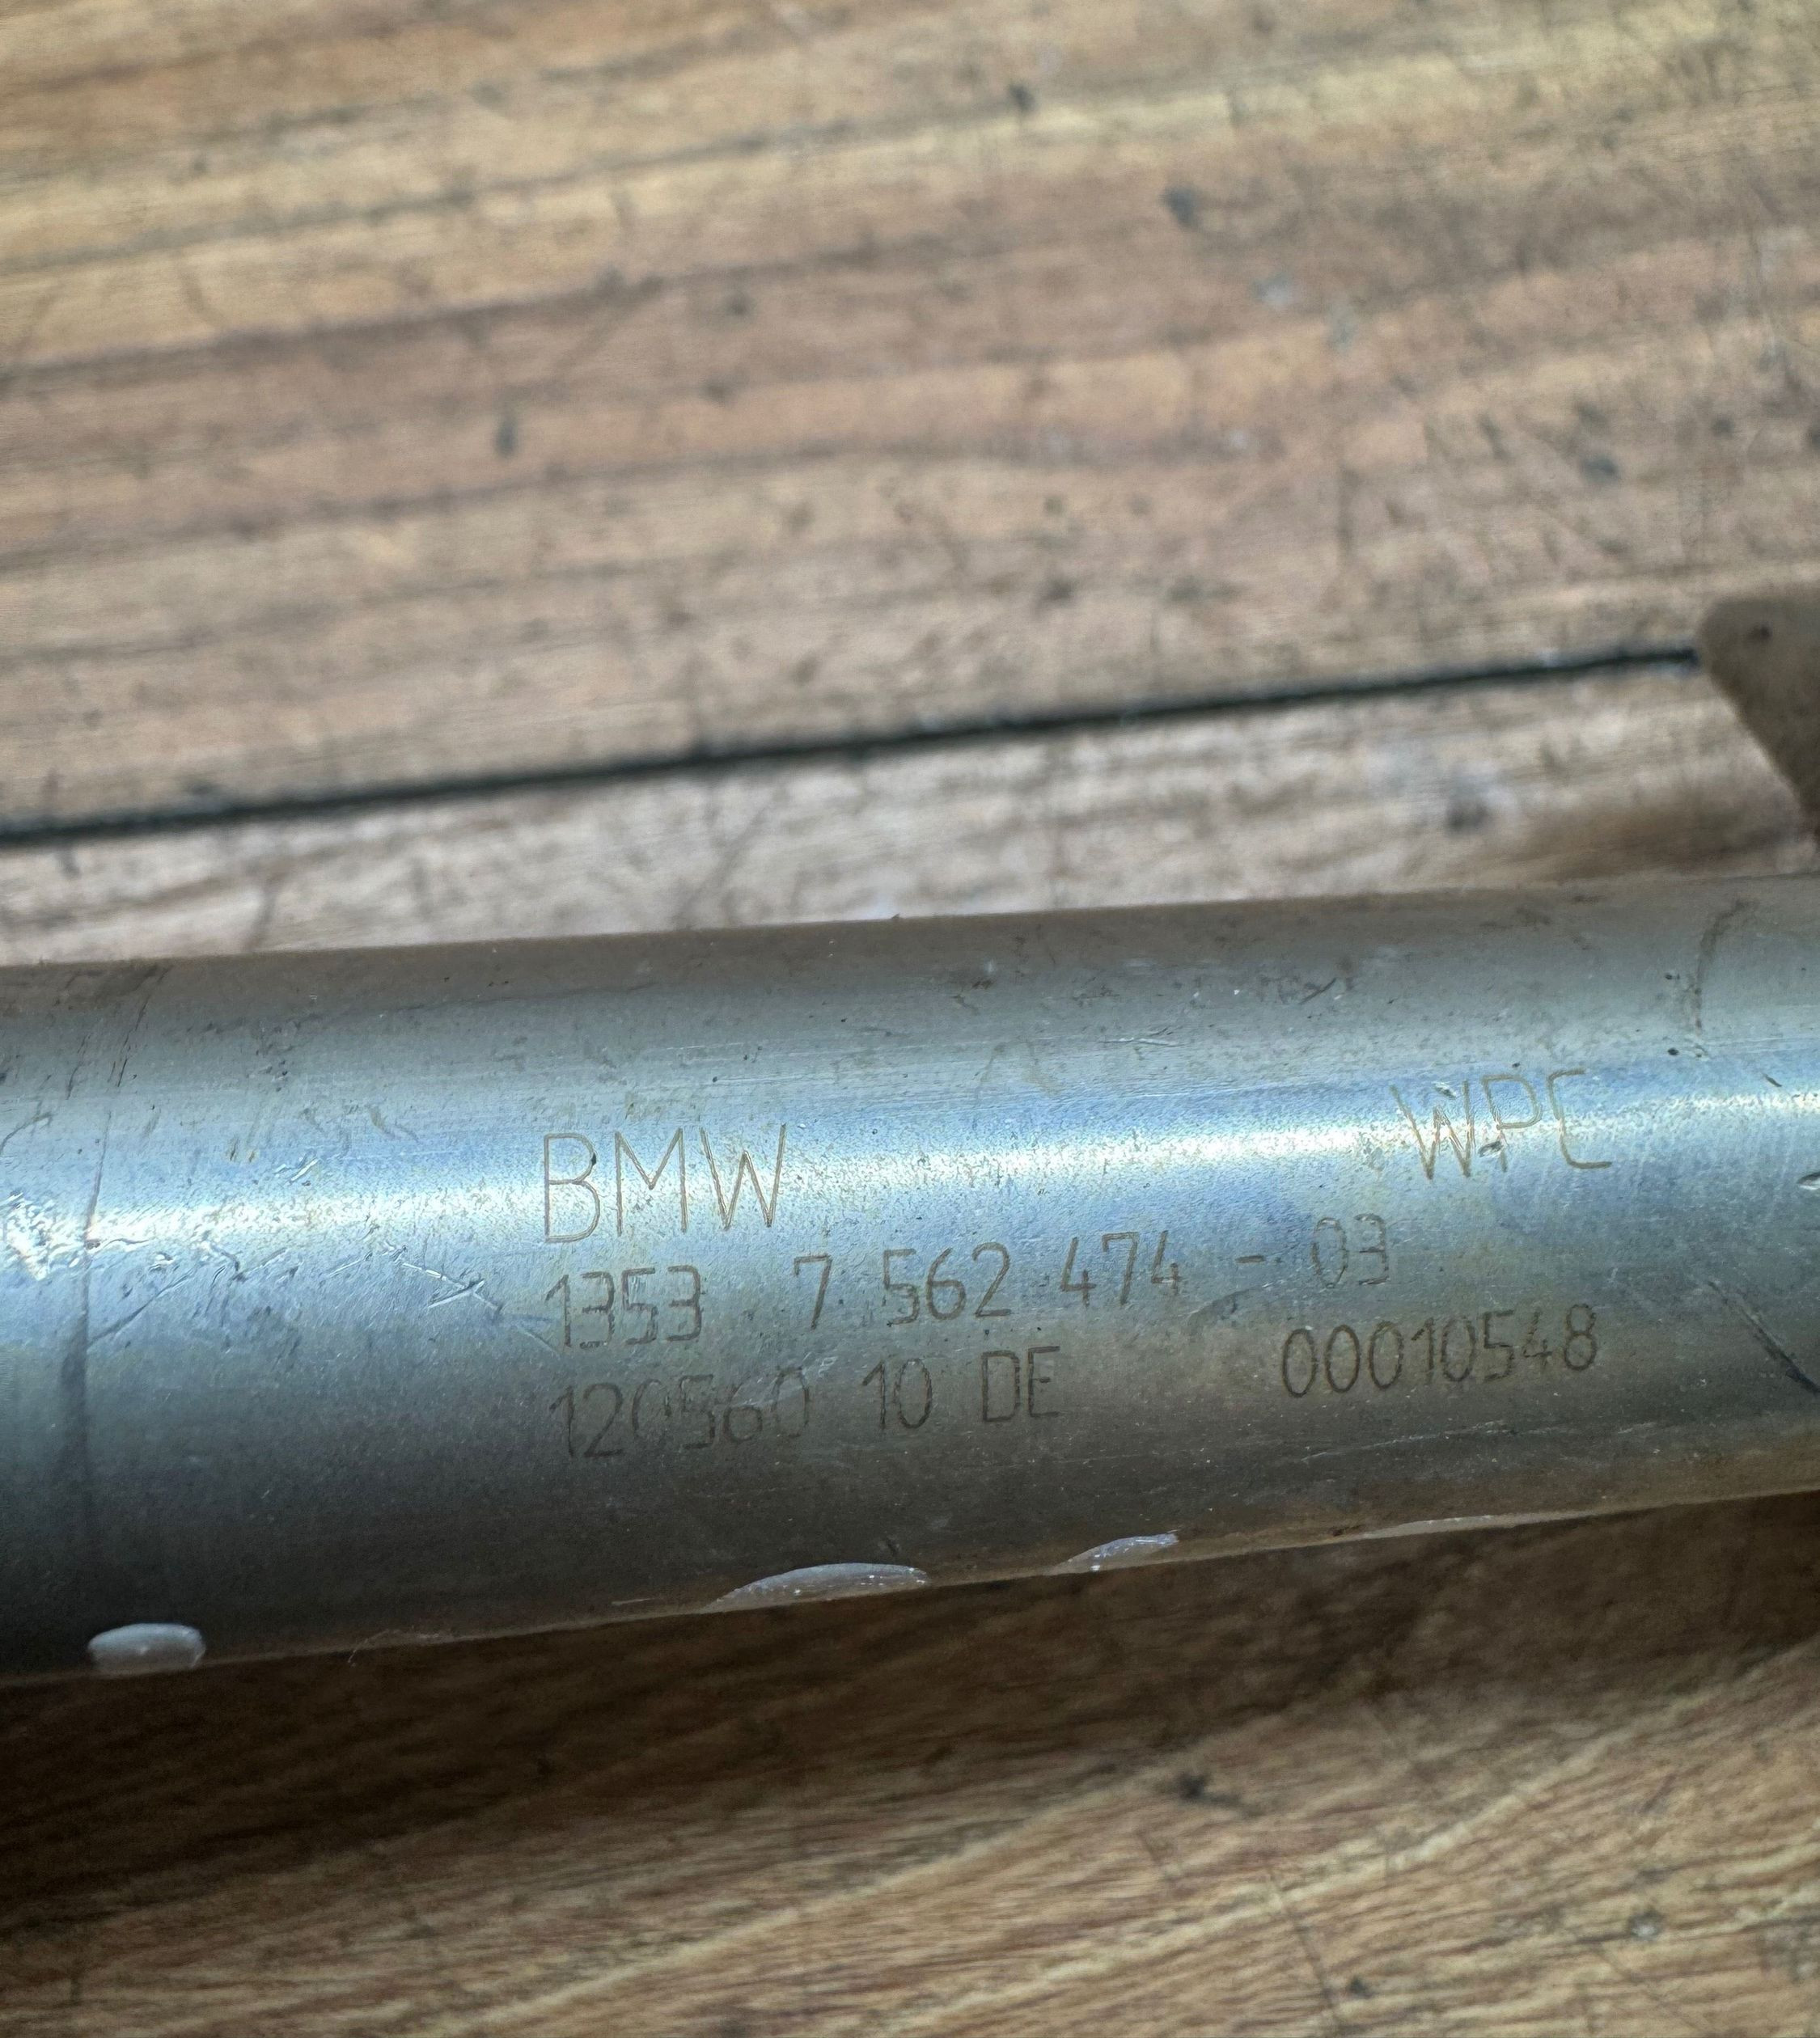 BMW WPC
1353 7 562 474 - 03
120560 10 DE 00010548